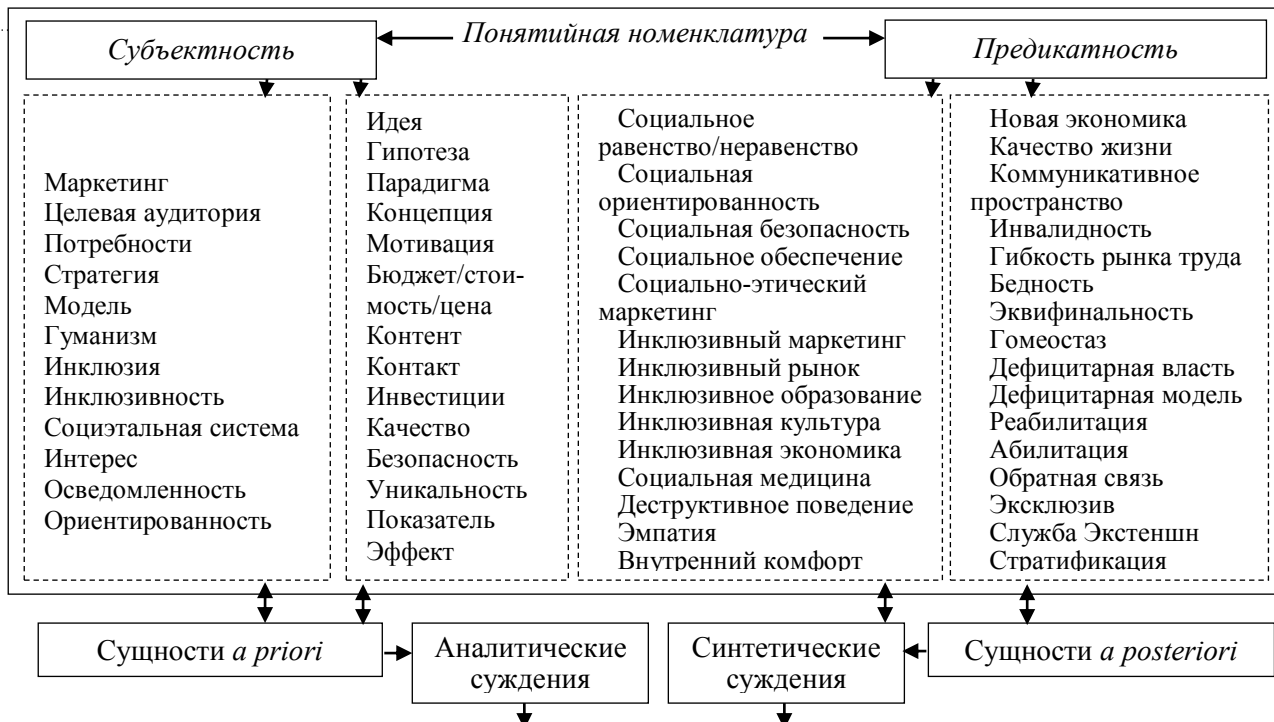 Субъектность
Понятийная номенклатура
Предикатность
Маркетинг
Целевая аудитория
Потребности
Стратегия
Модель
Гуманизм
Инклюзия
Инклюзивность
Социэтальная система
Интерес
Осведомленность
Ориентированность
Идея
Гипотеза
Парадигма
Концепция
Мотивация
Бюджет/стои-
мость/цена
Контент
Контакт
Инвестиции
Качество
Безопасность
Уникальность
Показатель
Эффект
Социальное
равенство/неравенство
Социальная
ориентированность
Социальная безопасность
Социальное обеспечение
Социально-этический
маркетинг
Инклюзивный маркетинг
Инклюзивный рынок
Инклюзивное образование
Инклюзивная культура
Инклюзивная экономика
Социальная медицина
Деструктивное поведение
Эмпатия
Внутренний комфорт
Новая экономика
Качество жизни
Коммуникативное
пространство
Инвалидность
Гибкость рынка труда
Бедность
Эквифинальность
Гомеостаз
Дефицитарная власть
Дефицитарная модель
Реабилитация
Абилитация
Обратная связь
Эксклюзив
Служба Экстеншн
Стратификация
Сущности a priori
Аналитические
суждения
Синтетические
суждения
Сущности a posteriori